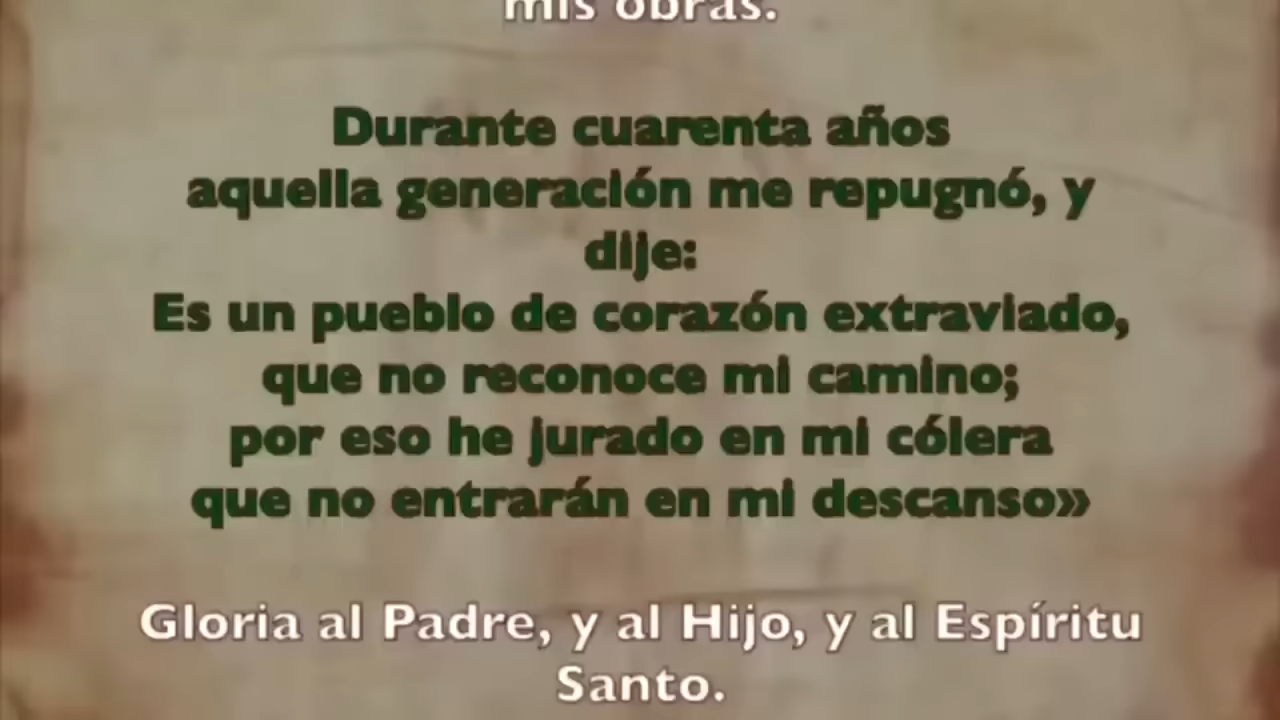 mis obras.
Durante cuarenta años
aquella generación me repugnó, y
dije:
Es un pueblo de corazón extraviado,
que no reconoce mi camino;
por eso he jurado en mi cólera
que no entrarán en mi descanso»
Gloria al Padre, y al Hijo, y al Espíritu
Santo.